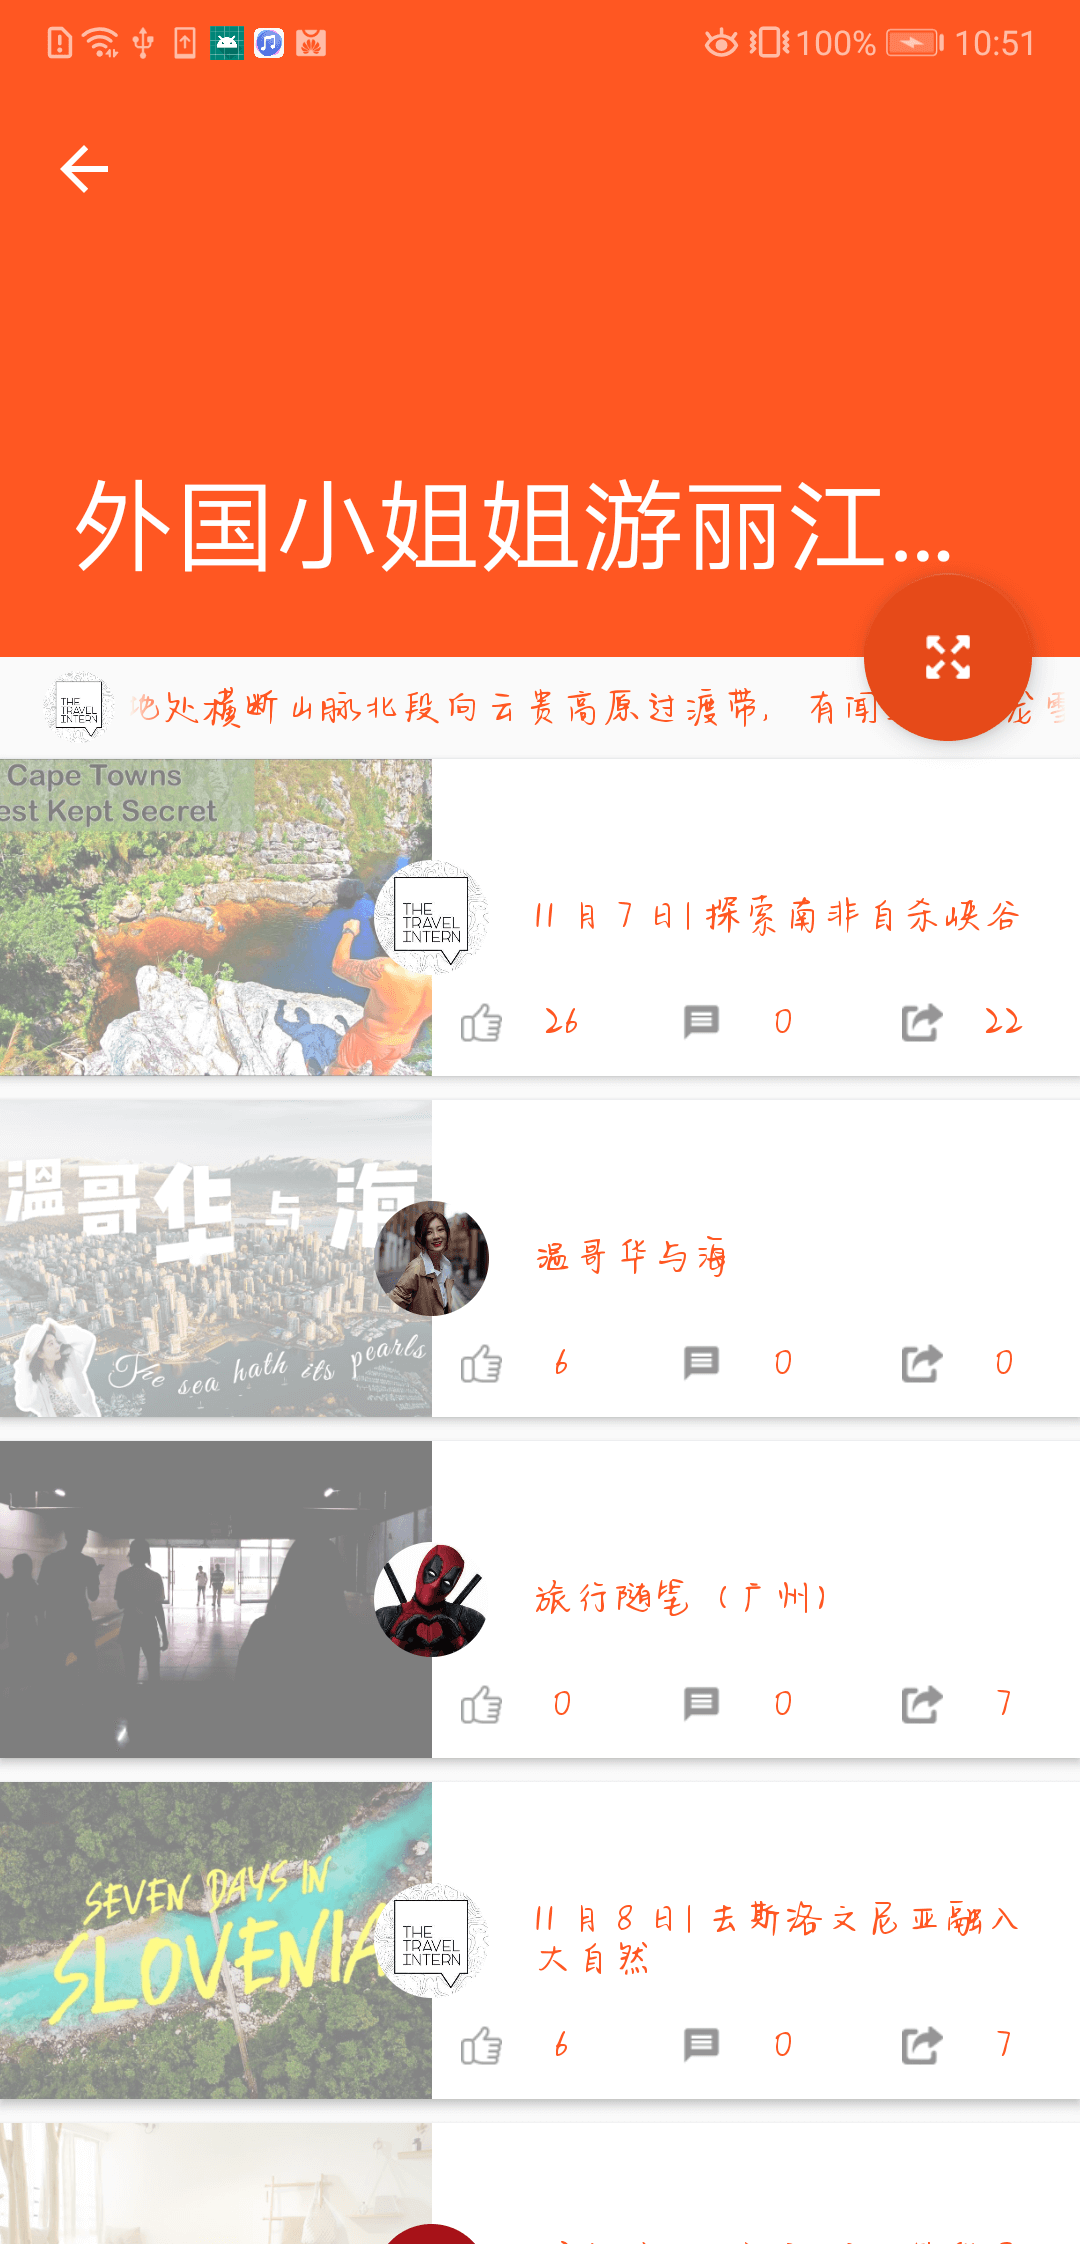 100% 10:51
外国小姐姐游丽江...
THE TRAVEL INTERN
地处横断山脉北段向云贵高原过渡带，有闻
Cape Towns
est Kept Secret
THE TRAVEL INTERN
11月7日|探索南非自杀峡谷
26 0 22
温哥华与海
The sea hath its pearls
温哥华与海
6 0 0
旅行随笔（广州）
0 0 7
SEVEN DAYS IN
SLOVENIA
THE TRAVEL INTERN
11月8日|去斯洛文尼亚融入
大自然
6 0 7